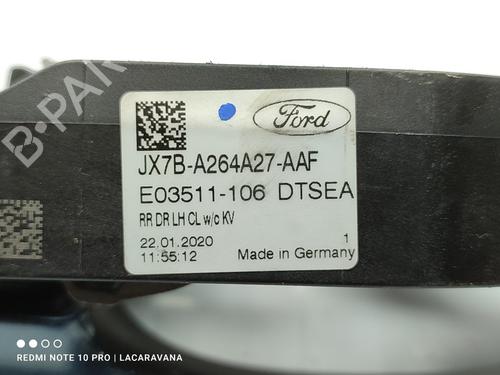 B-PARTS
Ford
JX7B-A264A27-AAF
E03511-106 DTSEA
RR DR LH CL w/c KV
22.01.2020 1
11:55:12 Made in Germany
REDMI NOTE 10 PRO | LACARAVANA